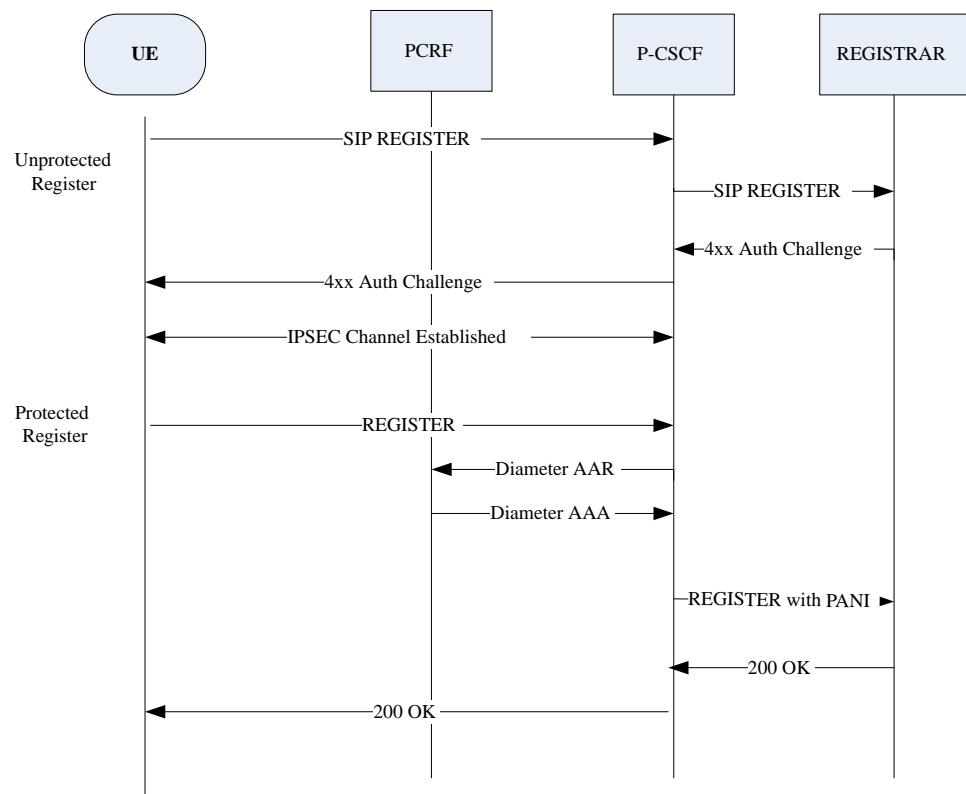 UE
PCRF
P-CSCF
REGISTRAR
SIP REGISTER
Unprotected
Register
SIP REGISTER
4xx Auth Challenge
4xx Auth Challenge
IPSEC Channel Established
Protected
Register
REGISTER
Diameter AAR
Diameter AAA
REGISTER with PANI
200 OK
200 OK